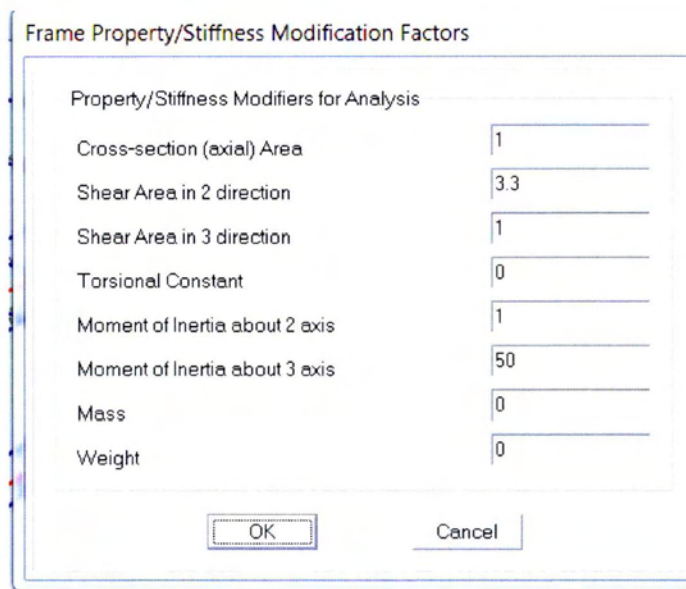 Frame Property/Stiffness Modification Factors
Property/Stiffness Modifiers for Analysis
Cross-section (axial) Area 1
Shear Area in 2 direction 3.3
Shear Area in 3 direction 1
Torsional Constant 0
Moment of Inertia about 2 axis 1
Moment of Inertia about 3 axis 50
Mass 0
Weight 0
OK Cancel